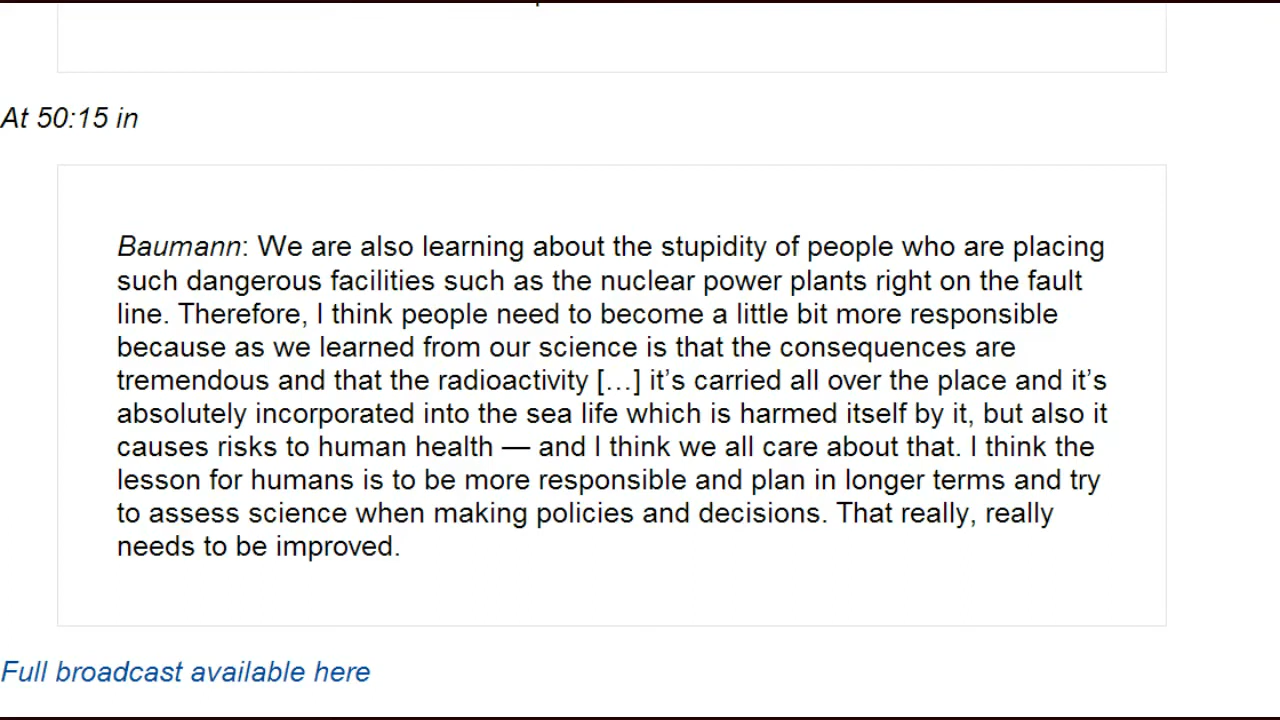 At 50:15 in
Baumann: We are also learning about the stupidity of people who are placing
such dangerous facilities such as the nuclear power plants right on the fault
line. Therefore, I think people need to become a little bit more responsible
because as we learned from our science is that the consequences are
tremendous and that the radioactivity […] it’s carried all over the place and it’s
absolutely incorporated into the sea life which is harmed itself by it, but also it
causes risks to human health — and I think we all care about that. I think the
lesson for humans is to be more responsible and plan in longer terms and try
to assess science when making policies and decisions. That really, really
needs to be improved.
Full broadcast available here